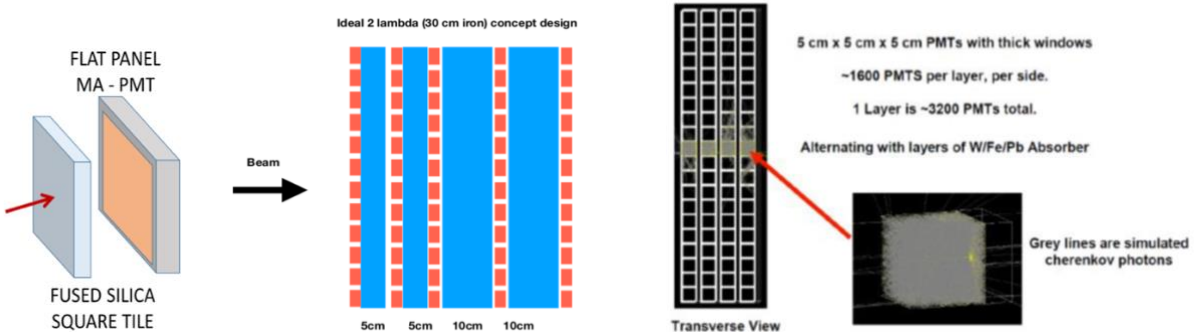 FLAT PANEL
MA - PMT
FUSED SILICA
SQUARE TILE
Ideal 2 lambda (30 cm iron) concept design
Beam
5cm 5cm 10cm 10cm
5 cm x 5 cm x 5 cm PMTs with thick windows
~1600 PMTS per layer, per side.
1 Layer is ~3200 PMTs total.
Alternating with layers of W/Fe/Pb Absorber
Grey lines are simulated
cherenkov photons
Transverse View